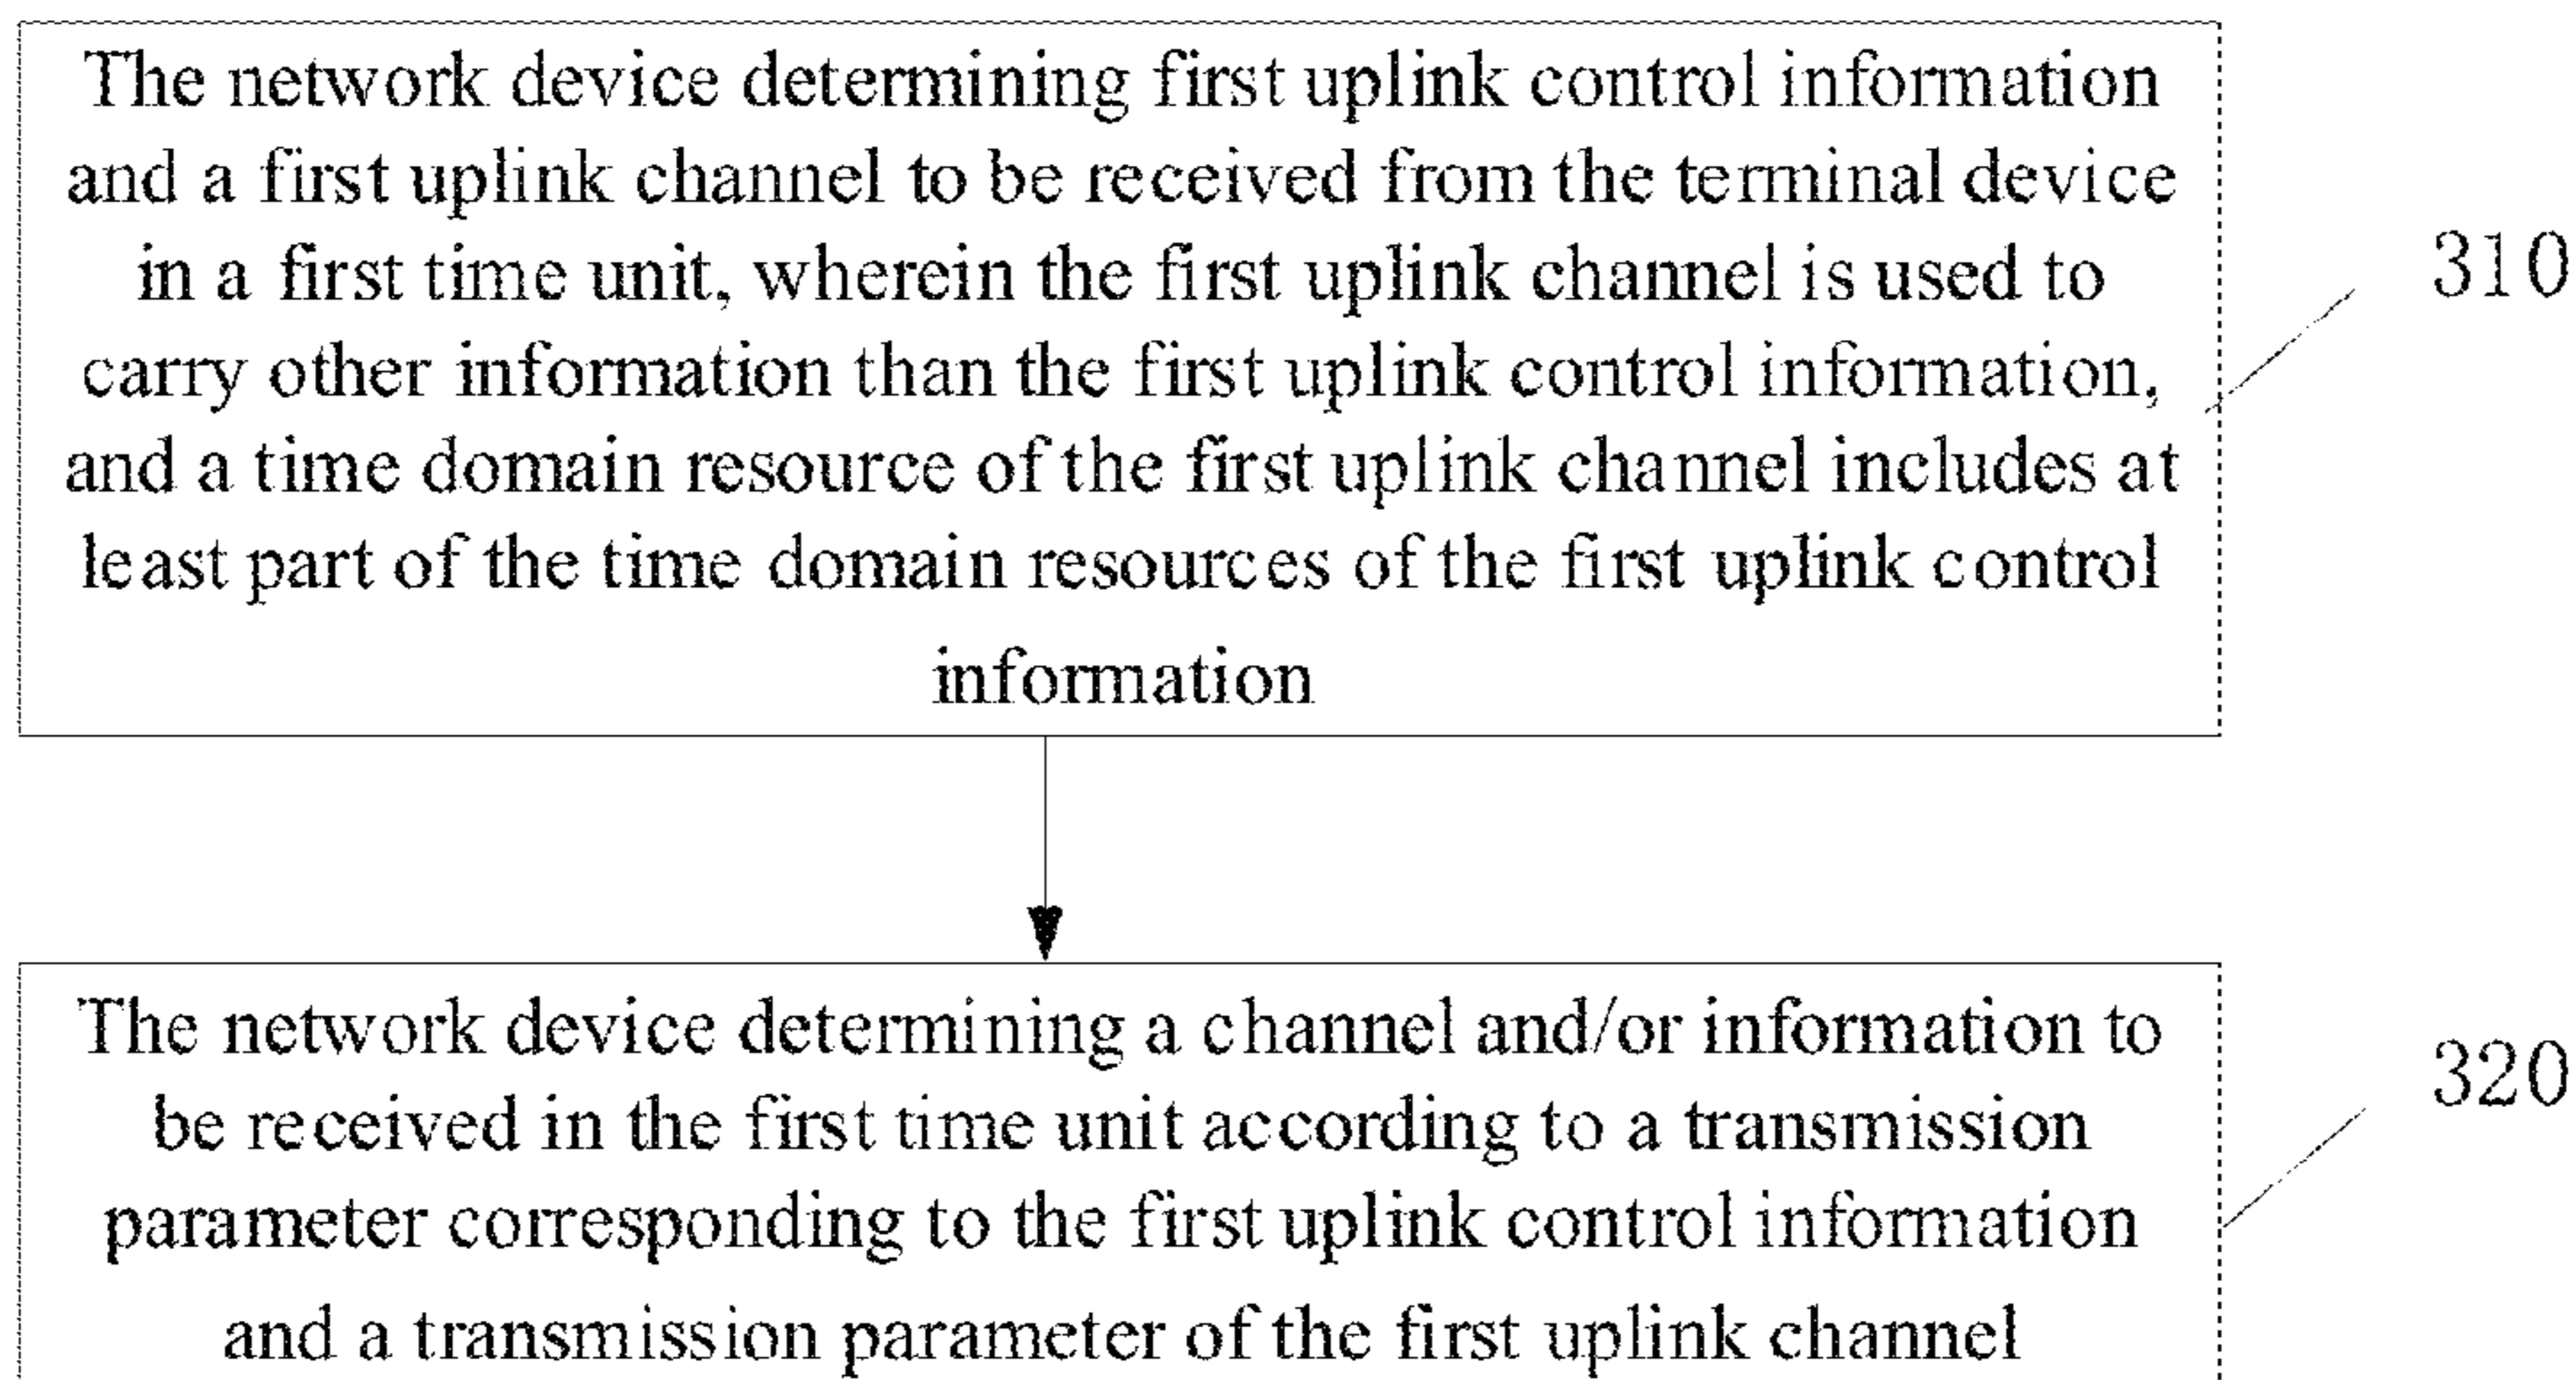 The network device determining first uplink control information
and a first uplink channel to be received from the terminal device
in a first time unit, wherein the first uplink channel is used to
carry other information than the first uplink control information,
and a time domain resource of the first uplink channel includes at
least part of the time domain resources of the first uplink control
information
310
The network device determining a channel and/or information to
be received in the first time unit according to a transmission
parameter corresponding to the first uplink control information
and a transmission parameter of the first uplink channel
320